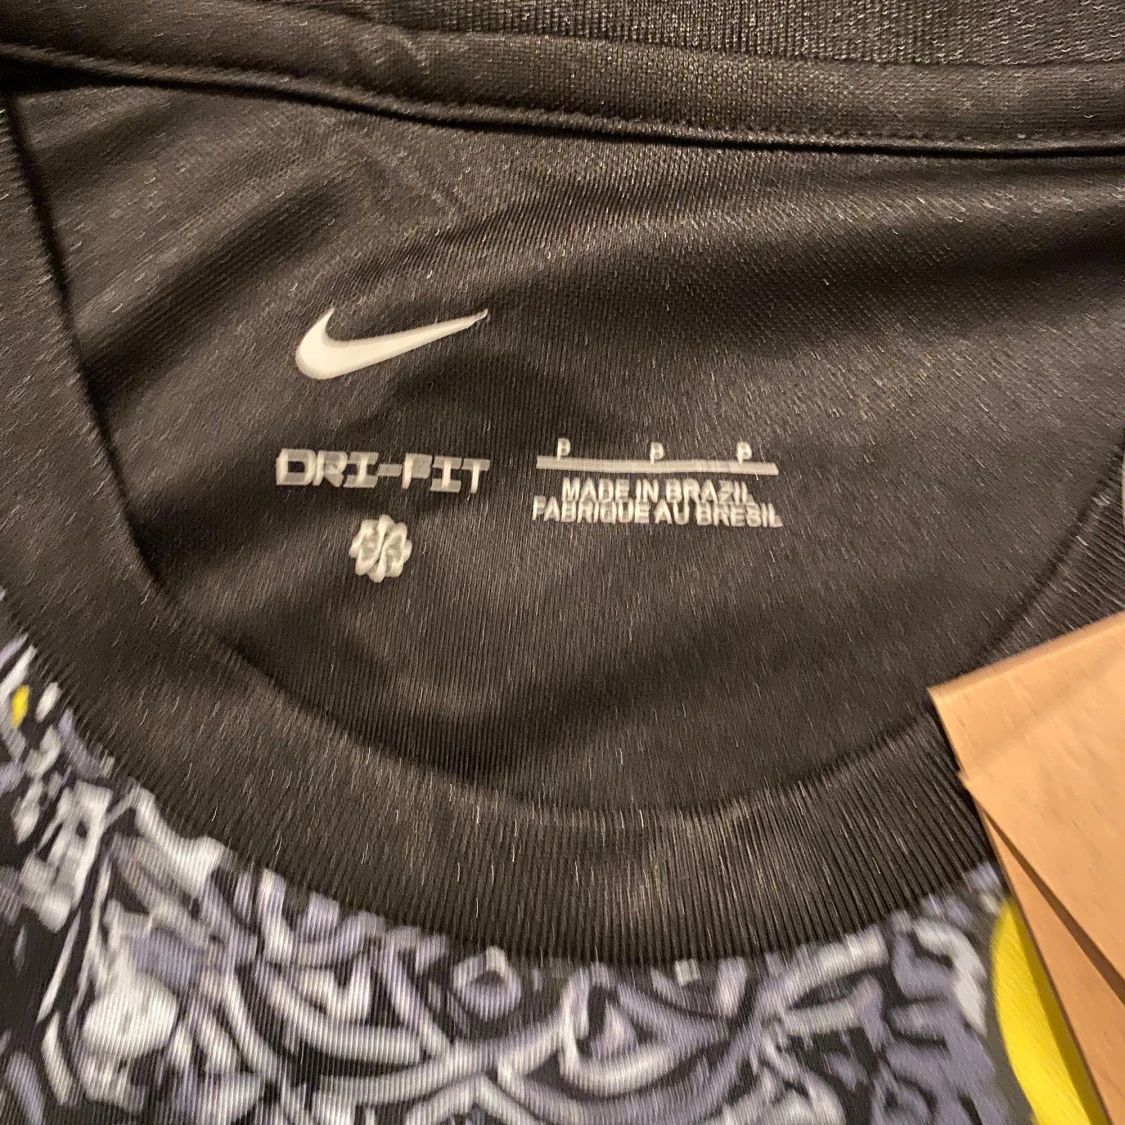 DRI-FIT
P P P
MADE IN BRAZIL
FABRIQUE AU BRESIL